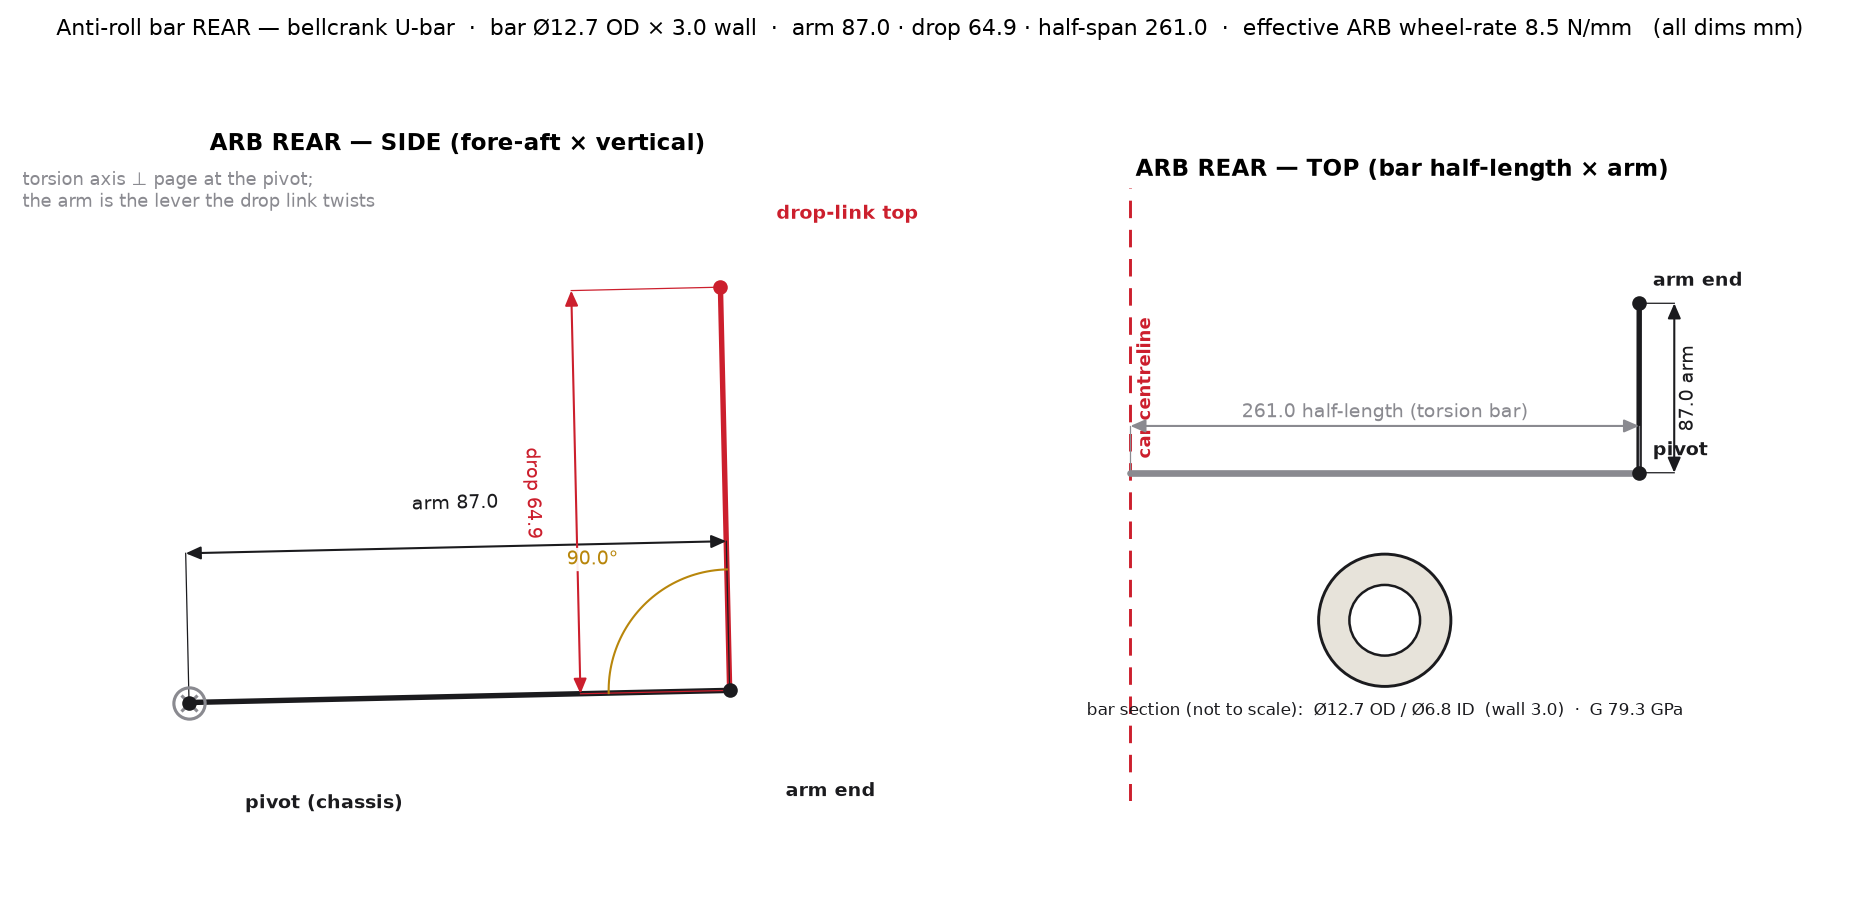 Anti-roll bar REAR — bellcrank U-bar · bar Ø12.7 OD × 3.0 wall · arm 87.0 · drop 64.9 · half-span 261.0 · effective ARB wheel-rate 8.5 N/mm (all dims mm)
ARB REAR — SIDE (fore-aft × vertical)
torsion axis ⊥ page at the pivot;
the arm is the lever the drop link twists
drop-link top
drop 64.9
arm 87.0
90.0°
pivot (chassis)
arm end
ARB REAR — TOP (bar half-length × arm)
car centreline
arm end
87.0 arm
261.0 half-length (torsion bar)
pivot
bar section (not to scale): Ø12.7 OD / Ø6.8 ID (wall 3.0) · G 79.3 GPa